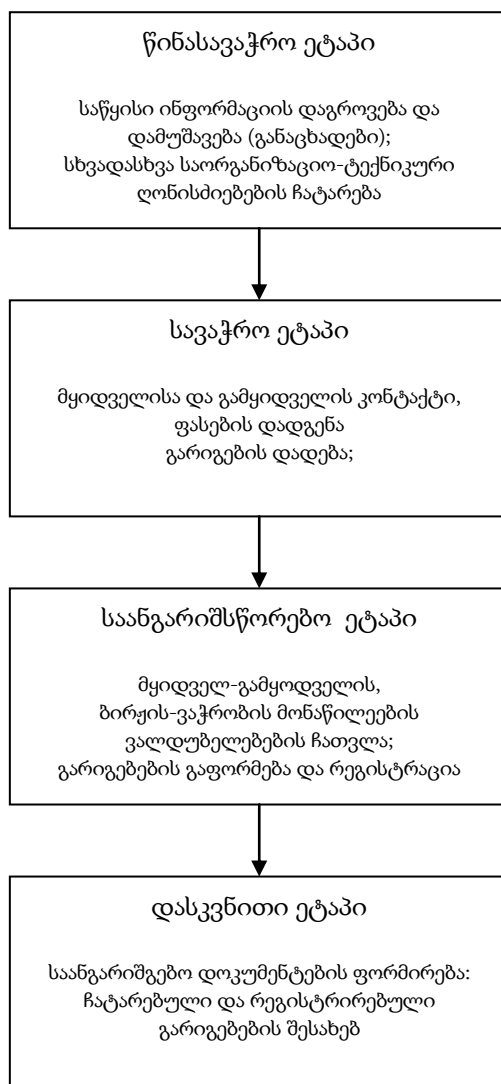 წინასავაჭრო ეტაპი
საწყისი ინფორმაციის დაგროვება და
დამუშავება (განაცხადები);
სხვადასხვა საორგანიზაციო-ტექნიკური
ღონისძიებების ჩატარება
სავაჭრო ეტაპი
მყიდველისა და გამყიდველის კონტაქტი,
ფასების დადგენა
გარიგების დადება;
საანგარიშსწორებო ეტაპი
მყიდველ-გამყოდველის,
ბირჟის-ვაჭრობის მონაწილეების
ვალდუბელებების ჩათვლა;
გარიგებების გაფორმება და რეგისტრაცია
დასკვნითი ეტაპი
საანგარიშგებო დოკუმენტების ფორმირება:
ჩატარებული და რეგისტრირებული
გარიგებების შესახებ